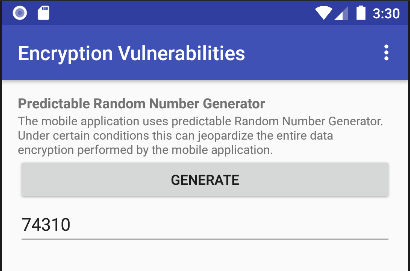 3:30
Encryption Vulnerabilities
Predictable Random Number Generator
The mobile application uses predictable Random Number Generator.
Under certain conditions this can jeopardize the entire data
encryption performed by the mobile application.
GENERATE
74310